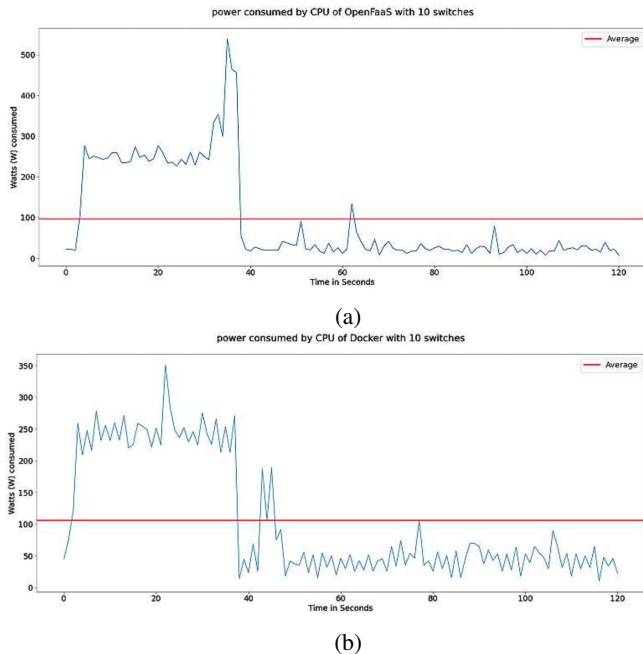 power consumed by CPU of OpenFaaS with 10 switches
Average
Watts (W) consumed
500
400
300
200
100
0
0 20 40 60 80 100 120
Time in Seconds
(a)
power consumed by CPU of Docker with 10 switches
Average
Watts (W) consumed
350
300
250
200
150
100
50
0
0 20 40 60 80 100 120
Time in Seconds
(b)